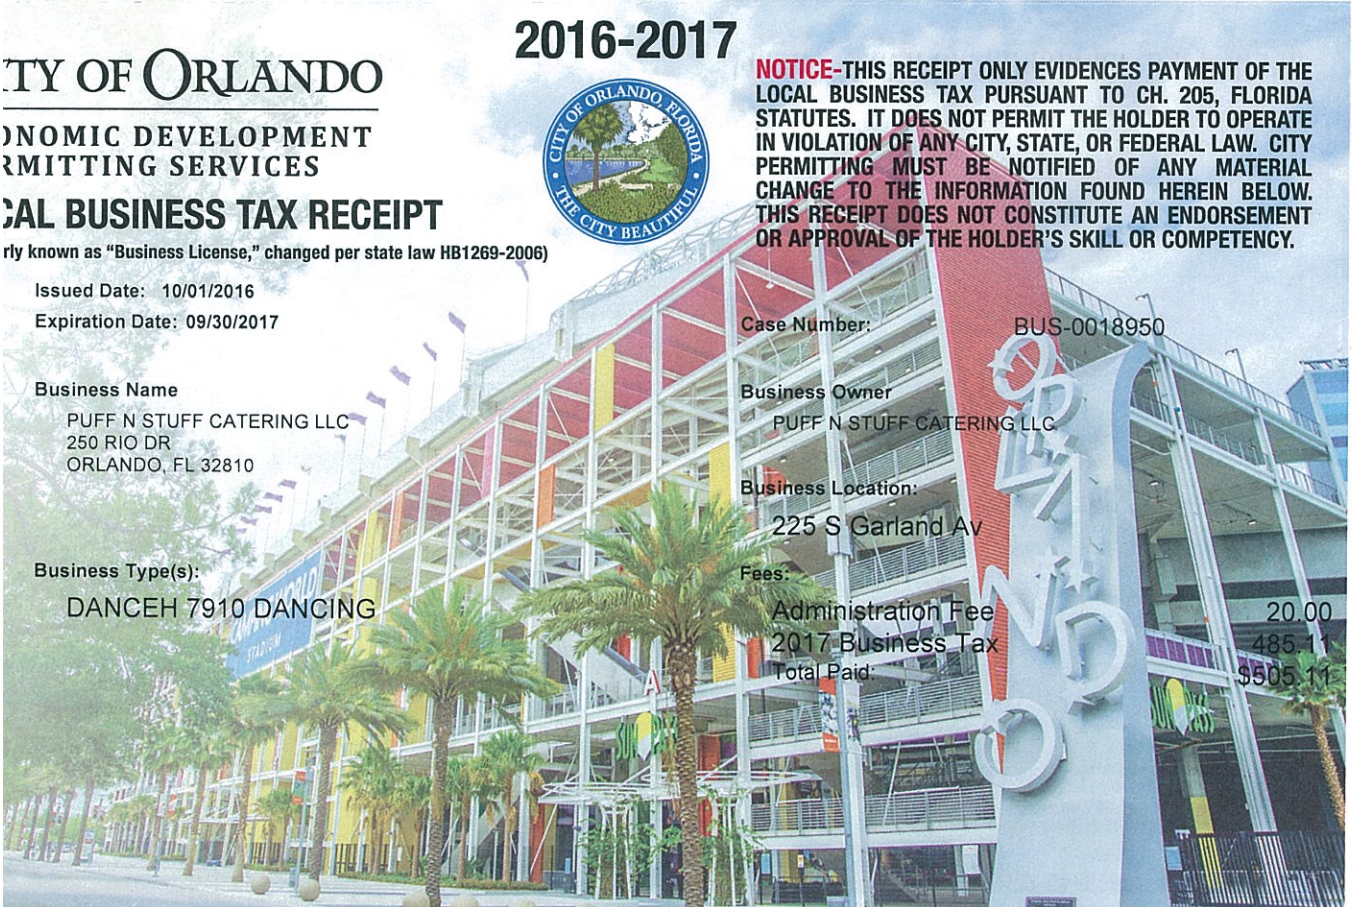 2016-2017
TY OF ORLANDO
ONOMIC DEVELOPMENT
RMITTING SERVICES
CAL BUSINESS TAX RECEIPT
rly known as "Business License," changed per state law HB1269-2006)
CITY OF ORLANDO, FLORIDA
• THE CITY BEAUTIFUL •
NOTICE-THIS RECEIPT ONLY EVIDENCES PAYMENT OF THE
LOCAL BUSINESS TAX PURSUANT TO CH. 205, FLORIDA
STATUTES. IT DOES NOT PERMIT THE HOLDER TO OPERATE
IN VIOLATION OF ANY CITY, STATE, OR FEDERAL LAW. CITY
PERMITTING MUST BE NOTIFIED OF ANY MATERIAL
CHANGE TO THE INFORMATION FOUND HEREIN BELOW.
THIS RECEIPT DOES NOT CONSTITUTE AN ENDORSEMENT
OR APPROVAL OF THE HOLDER'S SKILL OR COMPETENCY.
Issued Date: 10/01/2016
Expiration Date: 09/30/2017
Case Number: BUS-0018950
Business Name
PUFF N STUFF CATERING LLC
250 RIO DR
ORLANDO, FL 32810
Business Owner
PUFF N STUFF CATERING LLC
Business Location:
225 S Garland Av
Business Type(s):
DANCEH 7910 DANCING
Fees:
Administration Fee 20.00
2017 Business Tax 485.11
Total Paid: $505.11
ORLANDO
CAMPING WORLD
STADIUM
A
SUNPASS
SUNPASS